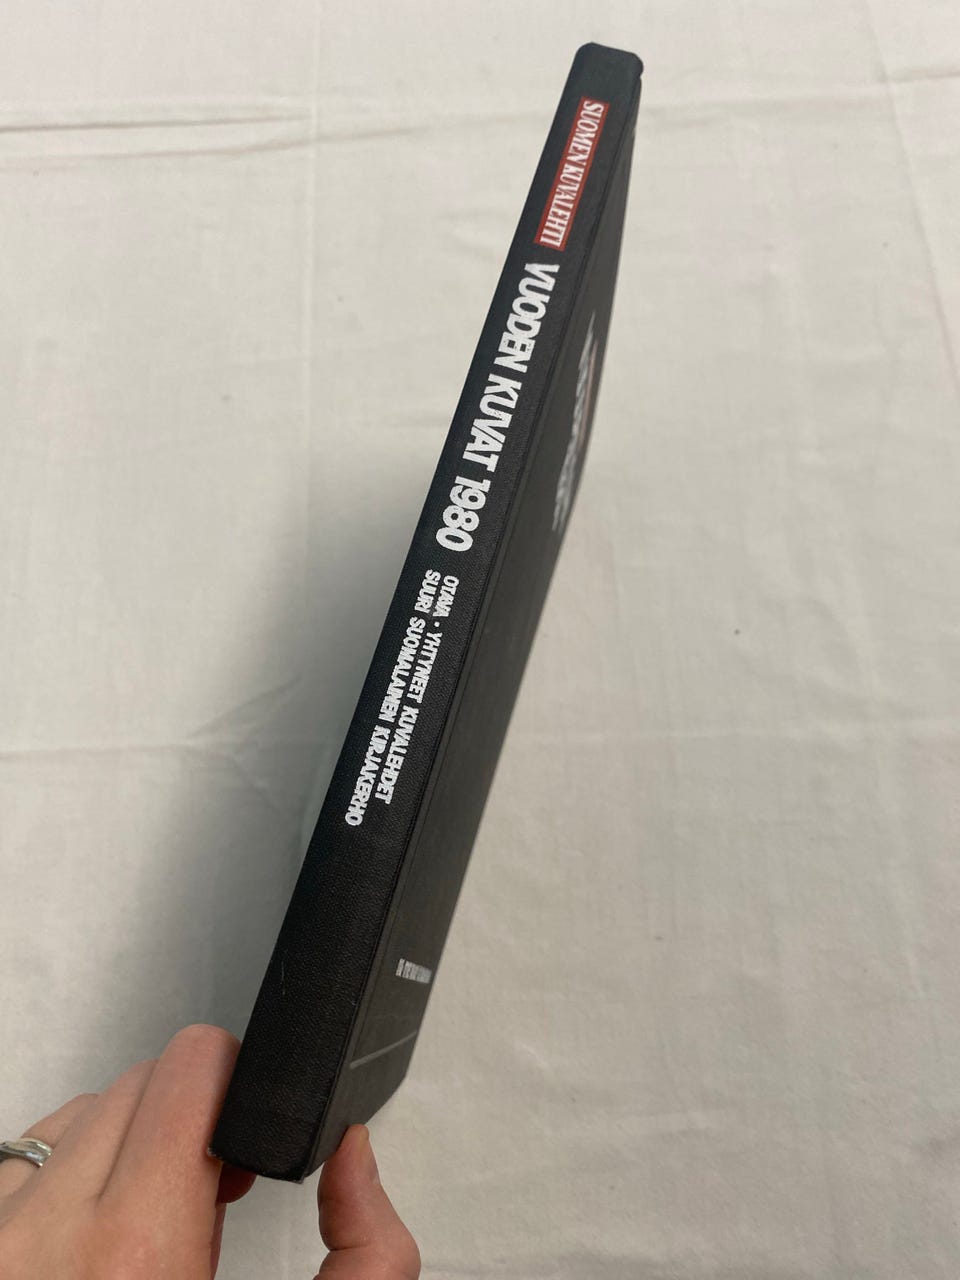 SUOMEN KUVALEHTI
VUODEN KUVAT 1980
OTAVA · YHTYNEET KUVALEHDET
SUURI SUOMALAINEN KIRJAKERHO